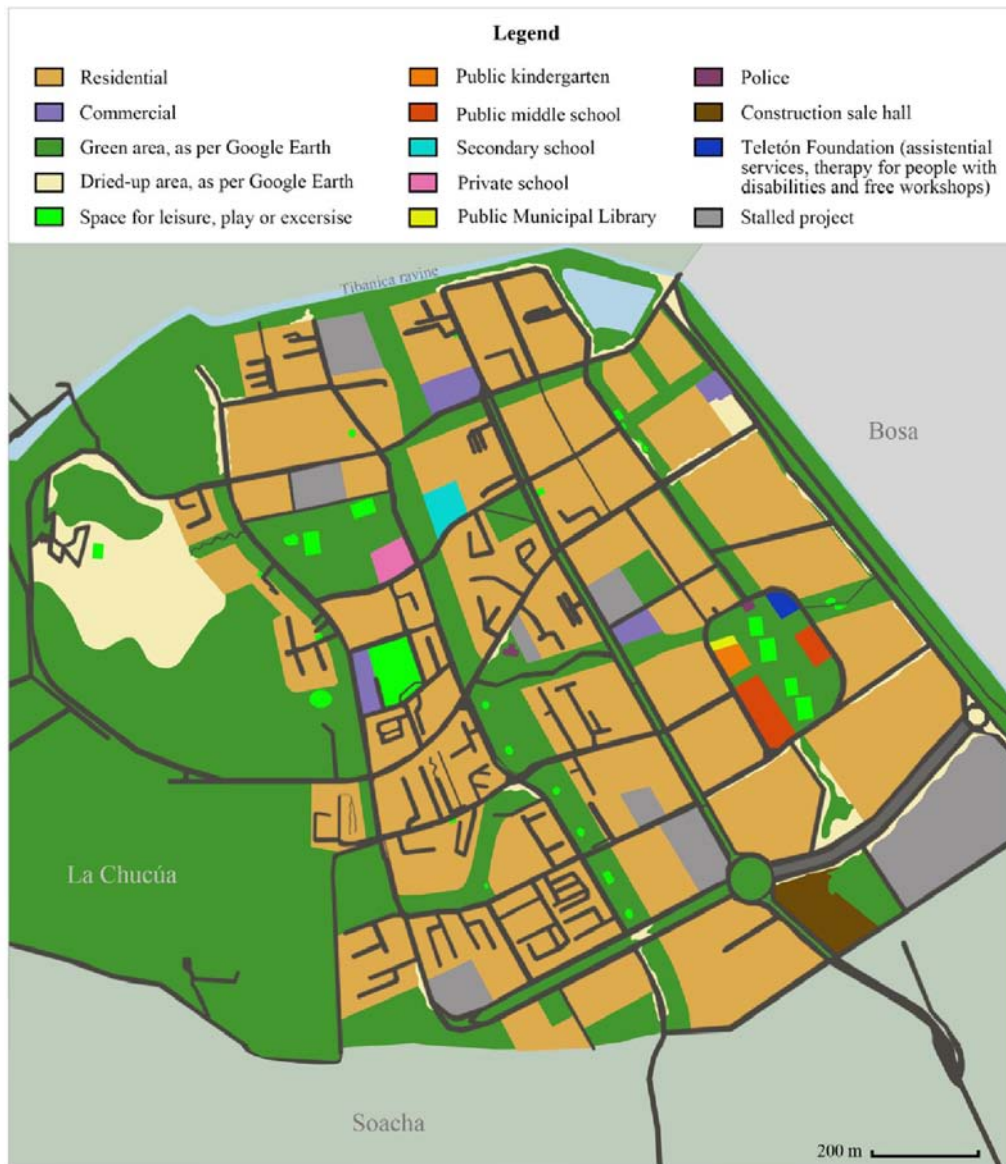 Legend
Residential
Commercial
Green area, as per Google Earth
Dried-up area, as per Google Earth
Space for leisure, play or excersise
Public kindergarten
Public middle school
Secondary school
Private school
Public Municipal Library
Police
Construction sale hall
Teletón Foundation (assistential
services, therapy for people with
disabilities and free workshops)
Stalled project
Tibanica ravine
Bosa
La Chucúa
Soacha
200 m